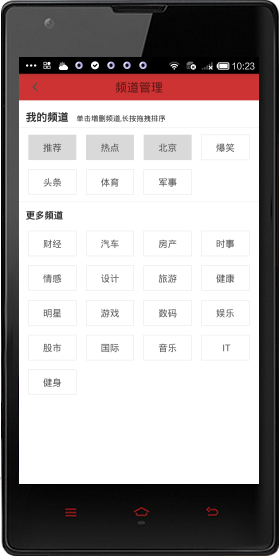 10:23
频道管理
我的频道 单击增删频道,长按拖拽排序
推荐 热点 北京 爆笑
头条 体育 军事
更多频道
财经 汽车 房产 时事
情感 设计 旅游 健康
明星 游戏 数码 娱乐
股市 国际 音乐 IT
健身